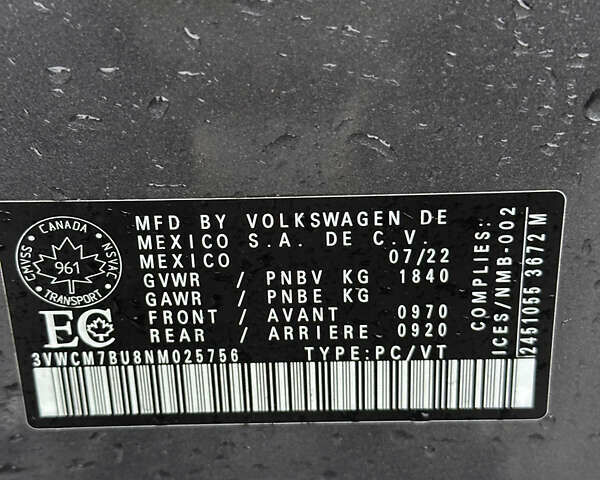 CANADA
CMVSS · NSVAC
961
TRANSPORT
EC
MFD BY VOLKSWAGEN DE
MEXICO S.A. DE C.V.
MEXICO 07/22
GVWR / PNBV KG 1840
GAWR / PNBE KG
FRONT / AVANT 0970
REAR / ARRIERE 0920
3VWCM7BU8NM025756 TYPE:PC/VT
COMPLIES:
ICES/NMB-002
2451055 3672 M